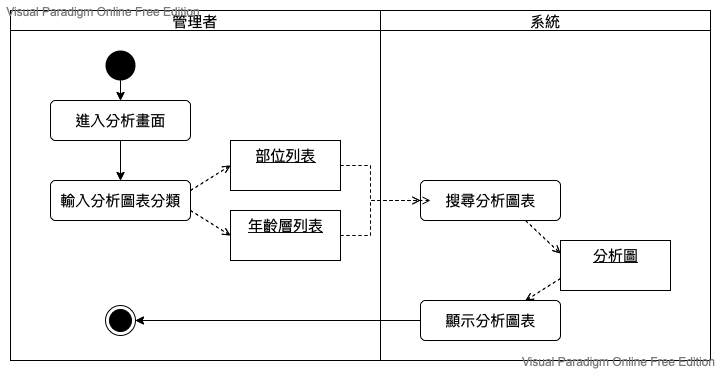 Visual Paradigm Online Free Edition
管理者
系統
進入分析畫面
輸入分析圖表分類
部位列表
年齡層列表
搜尋分析圖表
分析圖
顯示分析圖表
Visual Paradigm Online Free Edition